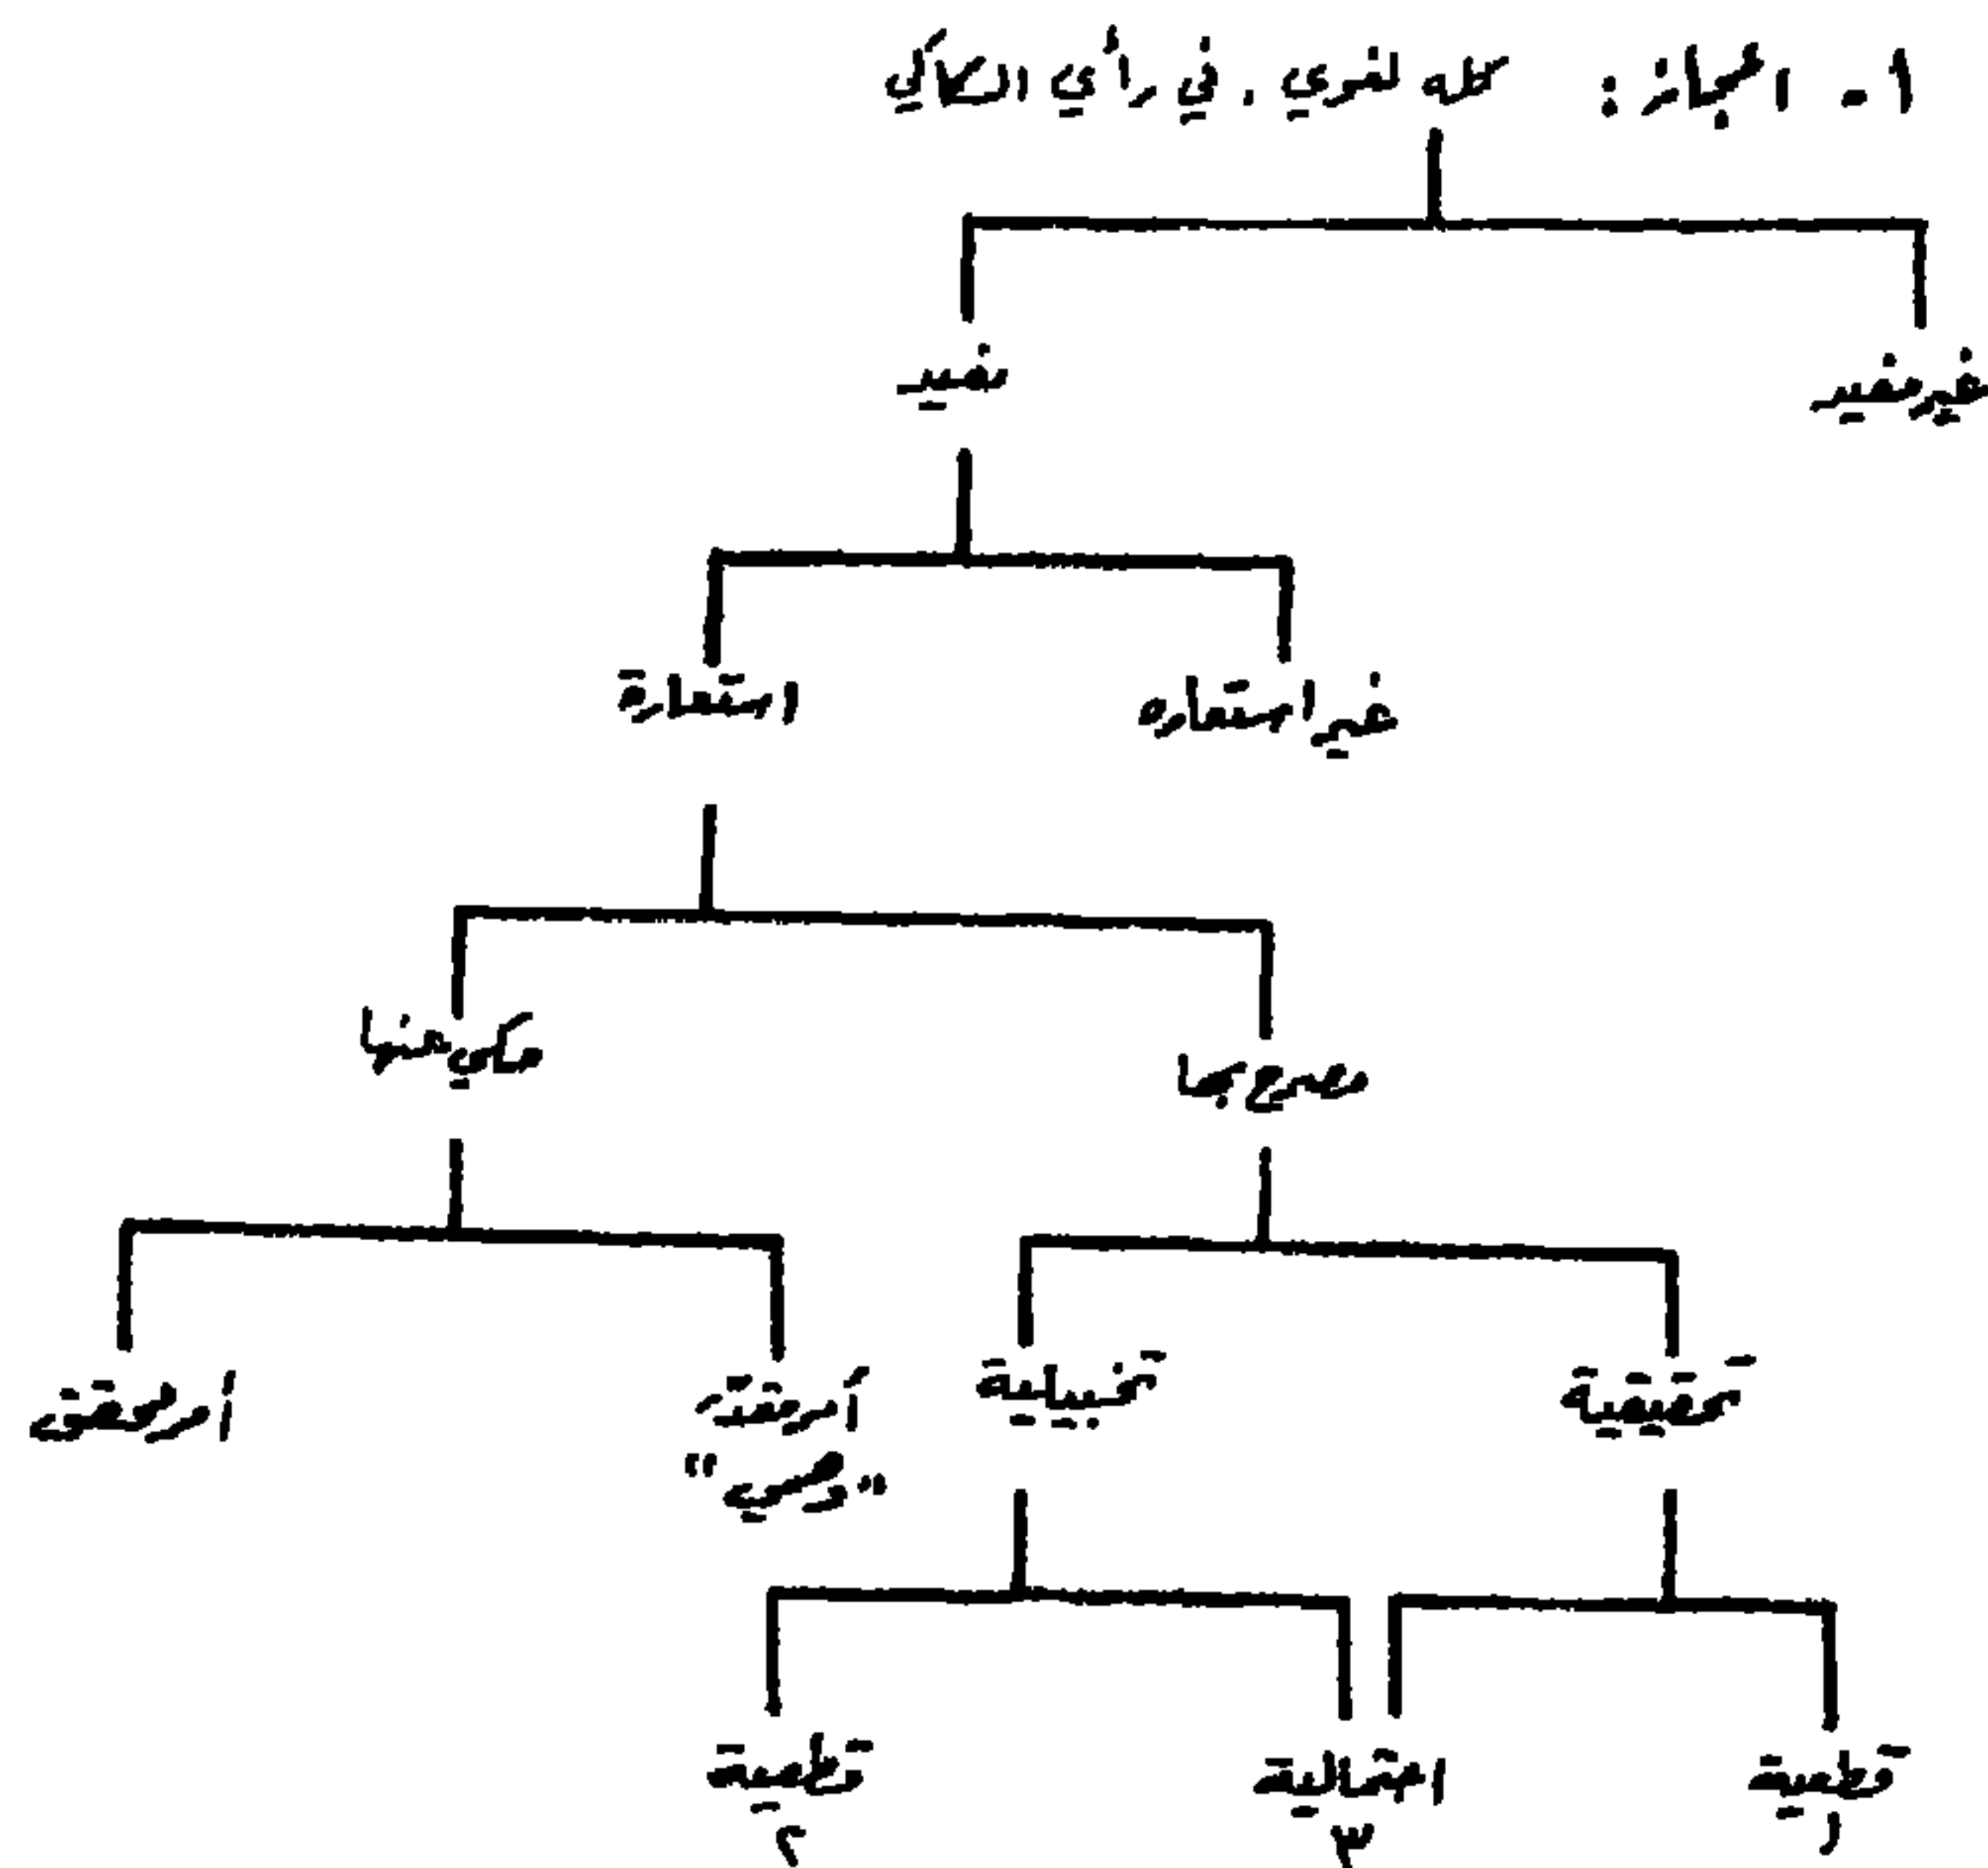 ١ - المجاز : كله لغوي . في رأي السكاكي
غير مفيد
مفيد
غير استعاره
استعارة
مصرح بها
مكني عنها
تحقيقية
تخييلية
أمر مقدر
" وهمي "
أمر محقق
قطعية
احتمالية
قطعية
١
٣
٢